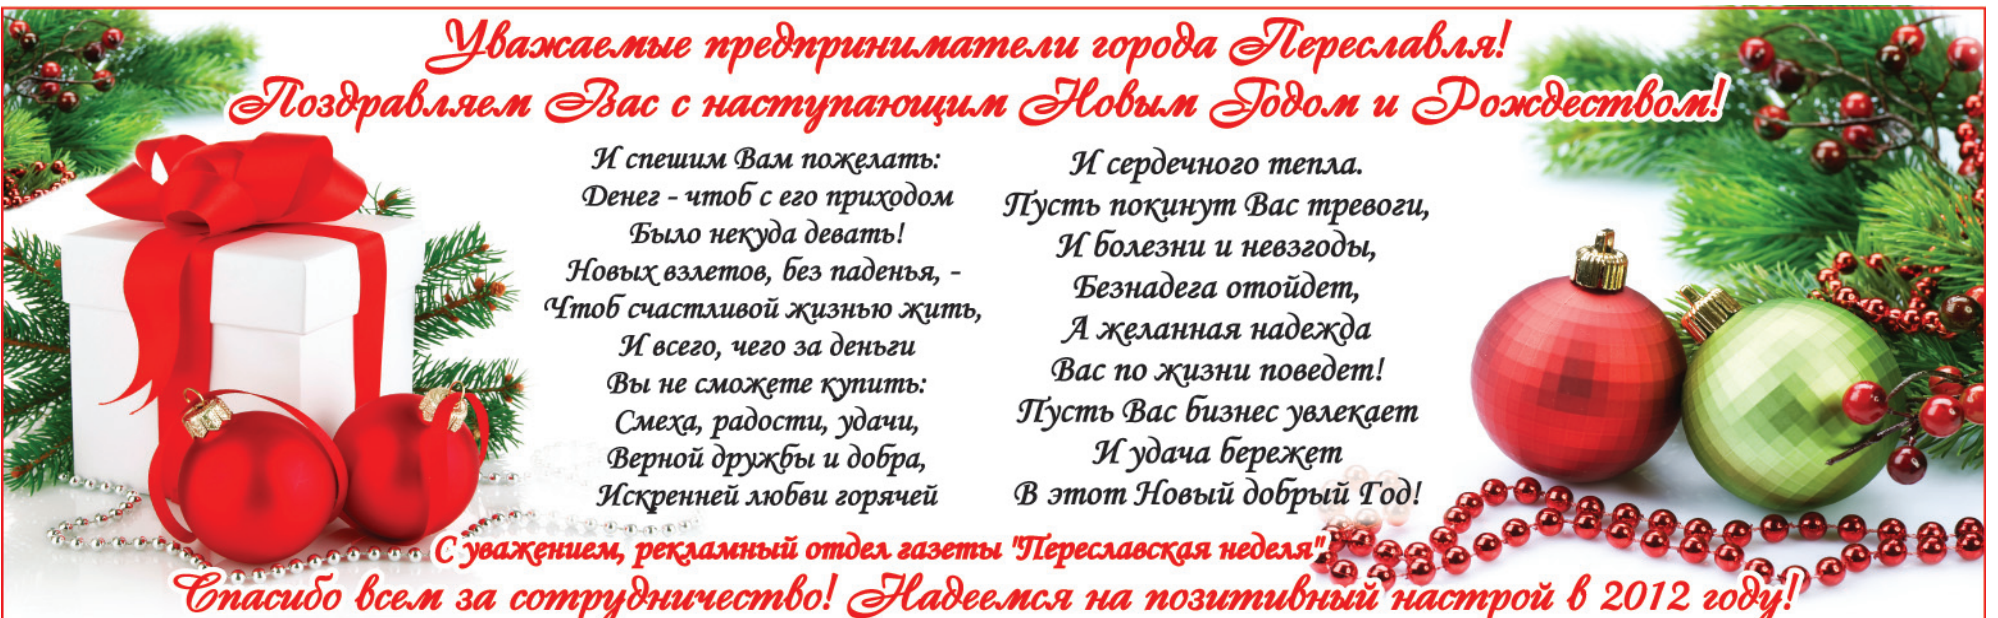 Уважаемые предприниматели города Переславля!
Поздравляем Вас с наступающим Новым Годом и Рождеством!
И спешим Вам пожелать:
Денег - чтоб с его приходом
Было некуда девать!
Новых взлетов, без паденья, -
Чтоб счастливой жизнью жить,
И всего, чего за деньги
Вы не сможете купить:
Смеха, радости, удачи,
Верной дружбы и добра,
Искренней любви горячей
И сердечного тепла.
Пусть покинут Вас тревоги,
И болезни и невзгоды,
Безнадега отойдет,
А желанная надежда
Вас по жизни поведет!
Пусть Вас бизнес увлекает
И удача бережет
В этот Новый добрый Год!
С уважением, рекламный отдел газеты "Переславская неделя"
Спасибо всем за сотрудничество! Надеемся на позитивный настрой в 2012 году!